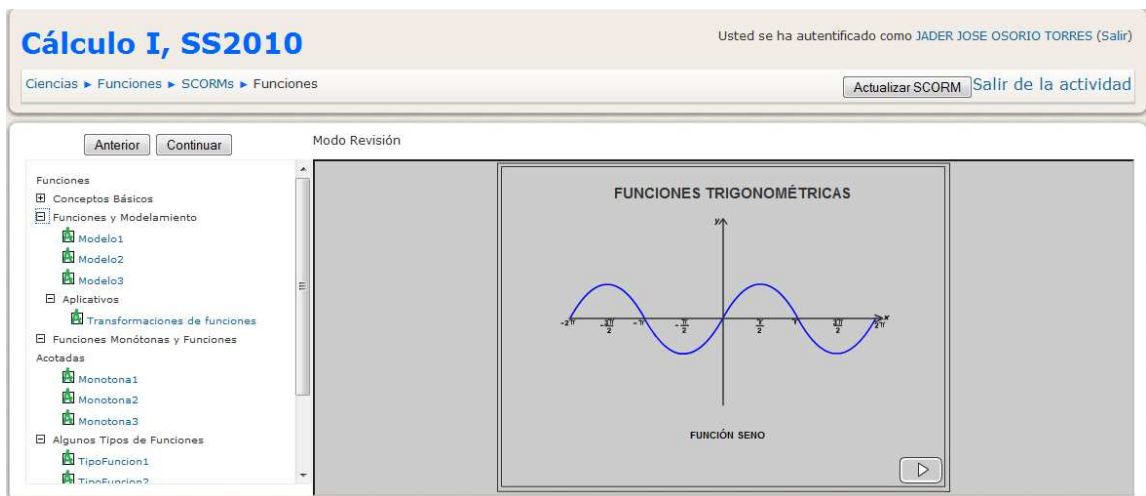 Cálculo I, SS2010
Usted se ha autentificado como JADER JOSE OSORIO TORRES (Salir)
Ciencias ► Funciones ► SCORMs ► Funciones
Actualizar SCORM Salir de la actividad
Anterior Continuar
Modo Revisión
Funciones
Conceptos Básicos
Funciones y Modelamiento
Modelo1
Modelo2
Modelo3
Aplicativos
Transformaciones de funciones
Funciones Monótonas y Funciones
Acotadas
Monotona1
Monotona2
Monotona3
Algunos Tipos de Funciones
TipoFuncion1
TipoFuncion2
FUNCIONES TRIGONOMÉTRICAS
y
-2π -3π/2 -π -π/2 π/2 π 3π/2 2π x
FUNCIÓN SENO